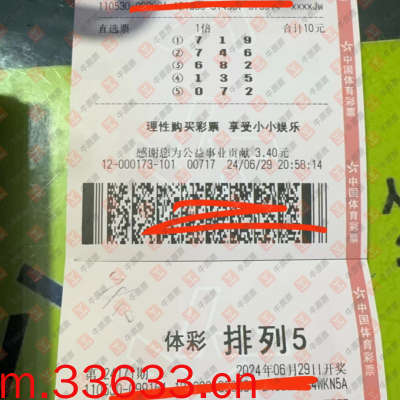 直选票 1倍 合计10元
① 7 1 9
② 7 4 6
③ 6 8 2
④ 1 3 5
⑤ 0 7 2
理性购买彩票 享受小小娱乐
感谢您为公益事业贡献 3.40元
12-000173-101 00717 24/06/29 20:58:14
中国体育彩票
中国体育彩票
体彩 排列5
2024年06月29日开奖
m.33633.cn